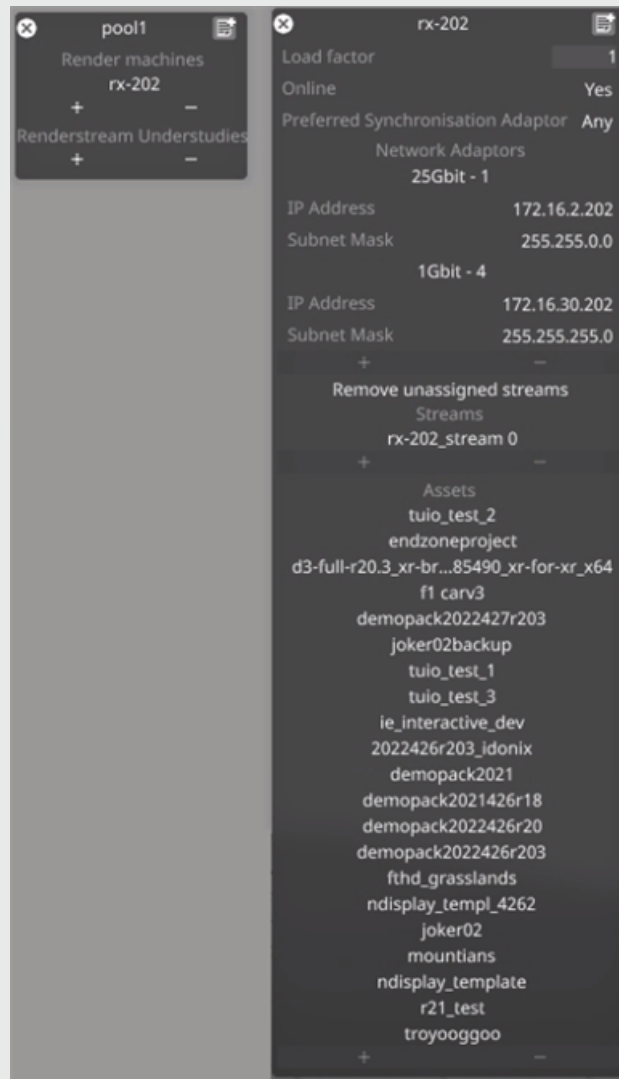 pool1
Render machines
rx-202
+ −
Renderstream Understudies
+ −
rx-202
Load factor 1
Online Yes
Preferred Synchronisation Adaptor Any
Network Adaptors
25Gbit - 1
IP Address 172.16.2.202
Subnet Mask 255.255.0.0
1Gbit - 4
IP Address 172.16.30.202
Subnet Mask 255.255.255.0
+ −
Remove unassigned streams
Streams
rx-202_stream 0
+ −
Assets
tuio_test_2
endzoneproject
d3-full-r20.3_xr-br...85490_xr-for-xr_x64
f1 carv3
demopack2022427r203
joker02backup
tuio_test_1
tuio_test_3
ie_interactive_dev
2022426r203_idonix
demopack2021
demopack2021426r18
demopack2022426r20
demopack2022426r203
fthd_grasslands
ndisplay_templ_4262
joker02
mountians
ndisplay_template
r21_test
troyooggoo
+ −